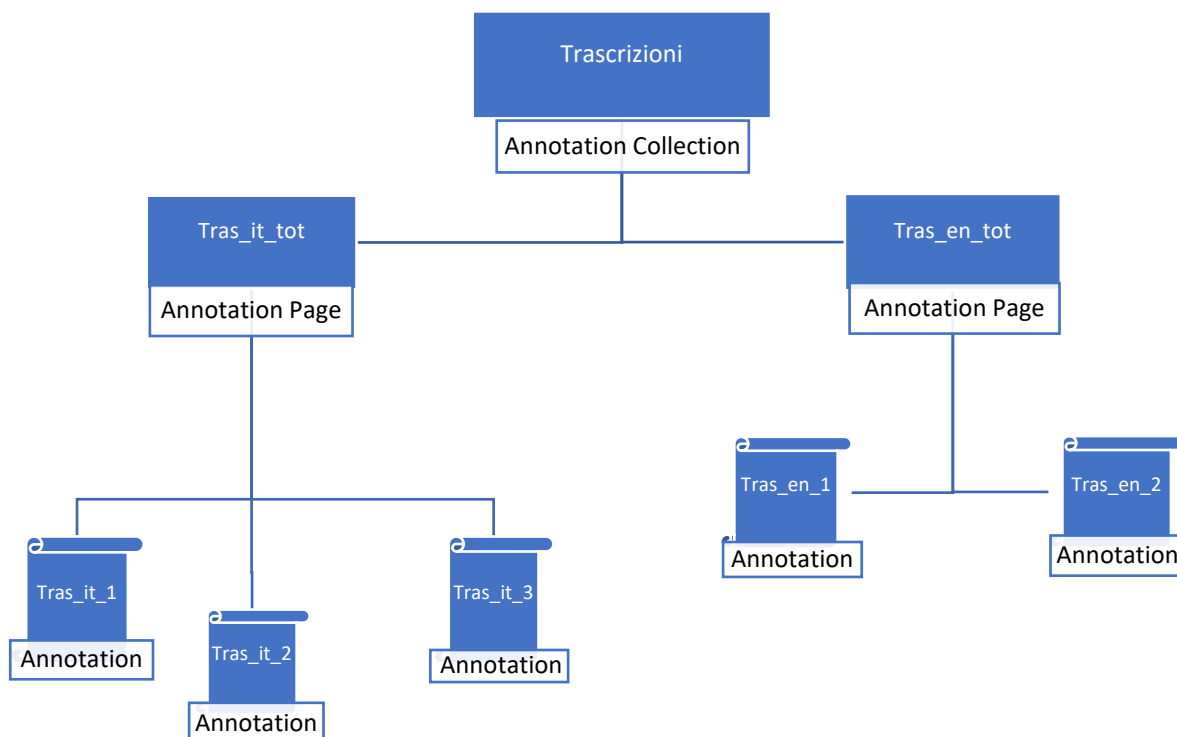 Trascrizioni
Annotation Collection
Tras_it_tot
Annotation Page
Tras_en_tot
Annotation Page
Tras_en_1
Annotation
Tras_en_2
Annotation
Tras_it_1
Annotation
Tras_it_2
Annotation
Tras_it_3
Annotation